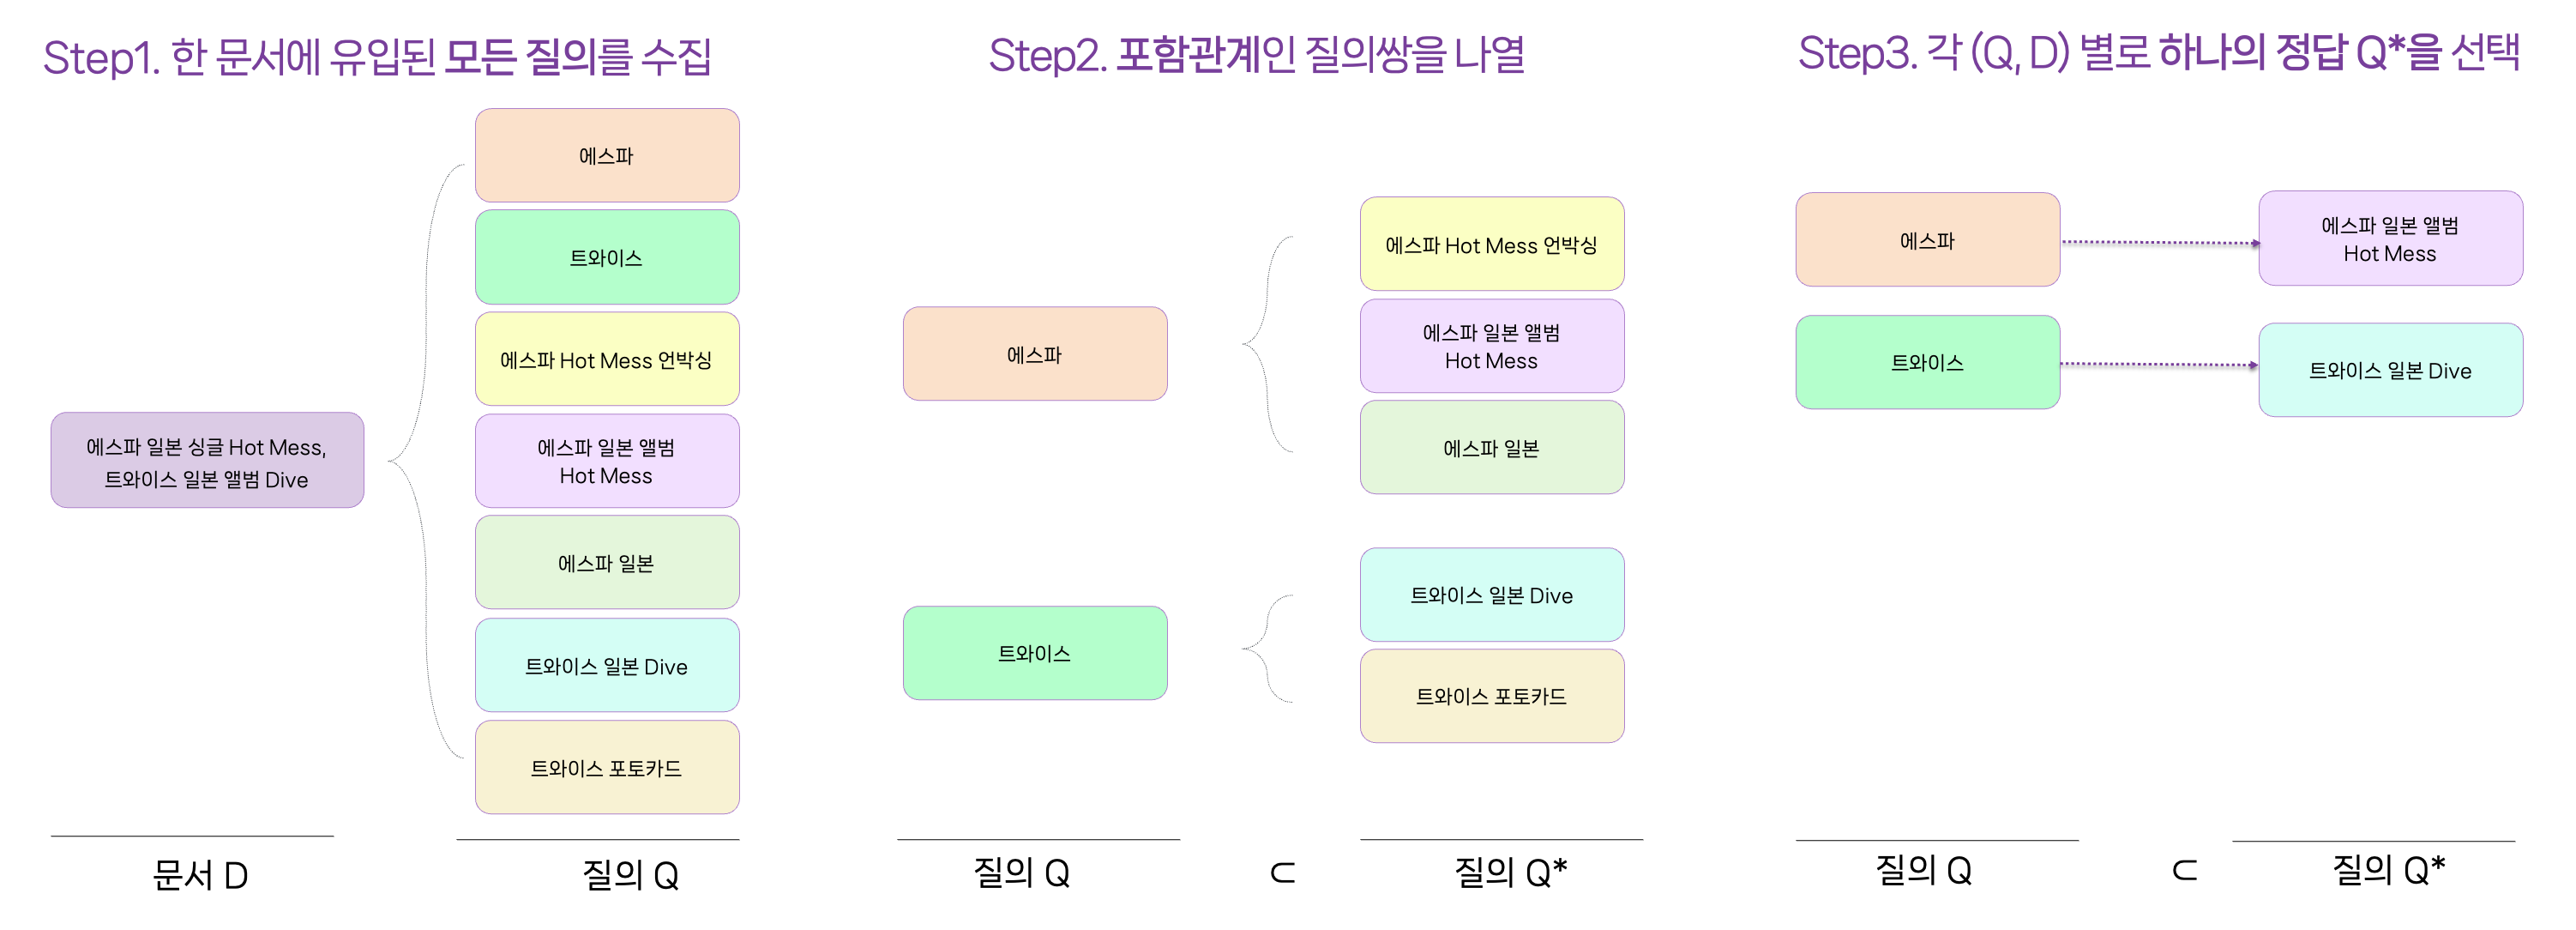 Step1. 한 문서에 유입된 모든 질의를 수집
에스파
트와이스
에스파 Hot Mess 언박싱
에스파 일본 앨범
Hot Mess
에스파 일본
트와이스 일본 Dive
트와이스 포토카드
에스파 일본 싱글 Hot Mess,
트와이스 일본 앨범 Dive
문서 D
질의 Q
Step2. 포함관계인 질의쌍을 나열
에스파
에스파 Hot Mess 언박싱
에스파 일본 앨범
Hot Mess
에스파 일본
트와이스
트와이스 일본 Dive
트와이스 포토카드
질의 Q
⊂
질의 Q*
Step3. 각 (Q, D) 별로 하나의 정답 Q*을 선택
에스파
에스파 일본 앨범
Hot Mess
트와이스
트와이스 일본 Dive
질의 Q
⊂
질의 Q*